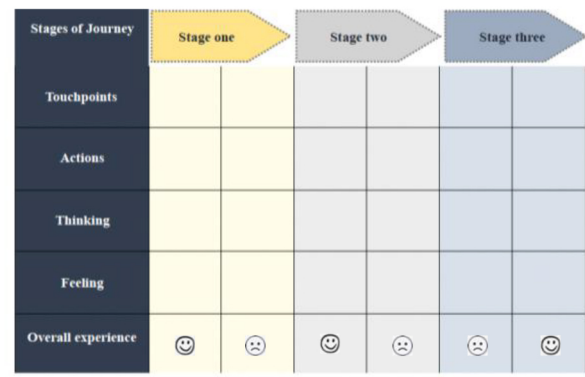 Stages of Journey
Stage one
Stage two
Stage three
Touchpoints
Actions
Thinking
Feeling
Overall experience